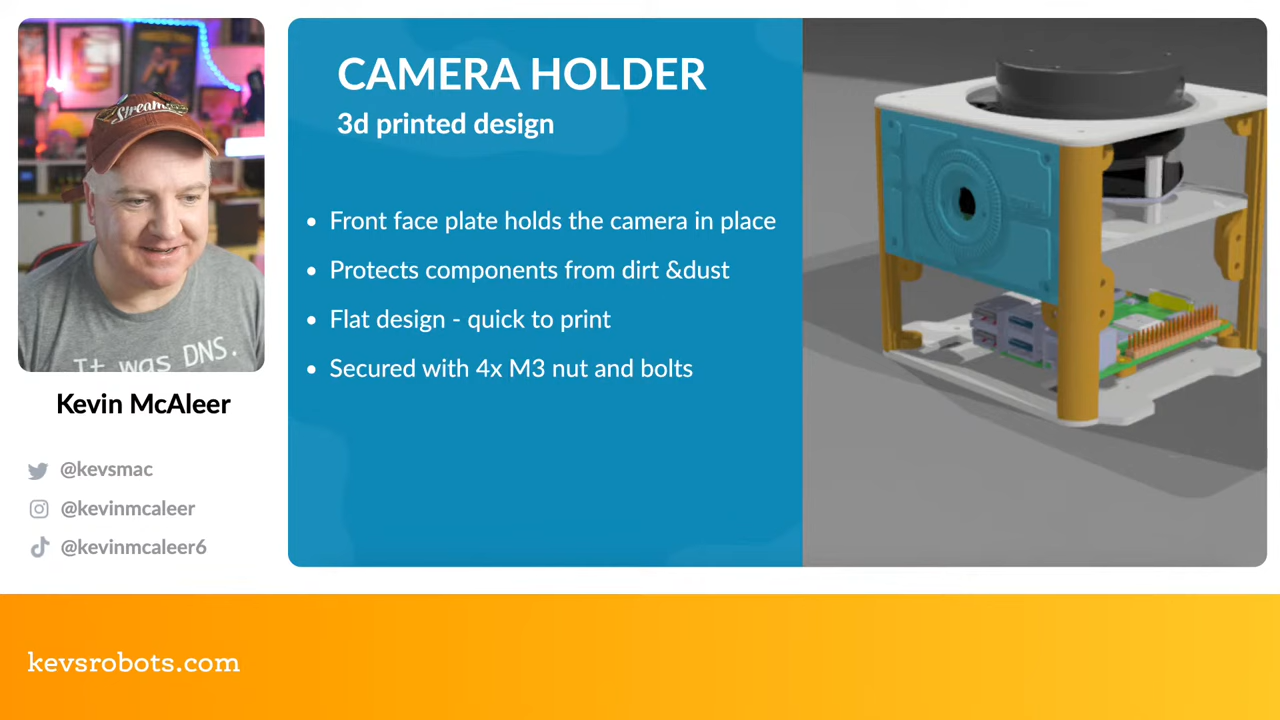 Stream
It was DNS.
Kevin McAleer
@kevsmac
@kevinmcaleer
@kevinmcaleer6
CAMERA HOLDER
3d printed design
• Front face plate holds the camera in place
• Protects components from dirt &dust
• Flat design - quick to print
• Secured with 4x M3 nut and bolts
kevsrobots.com